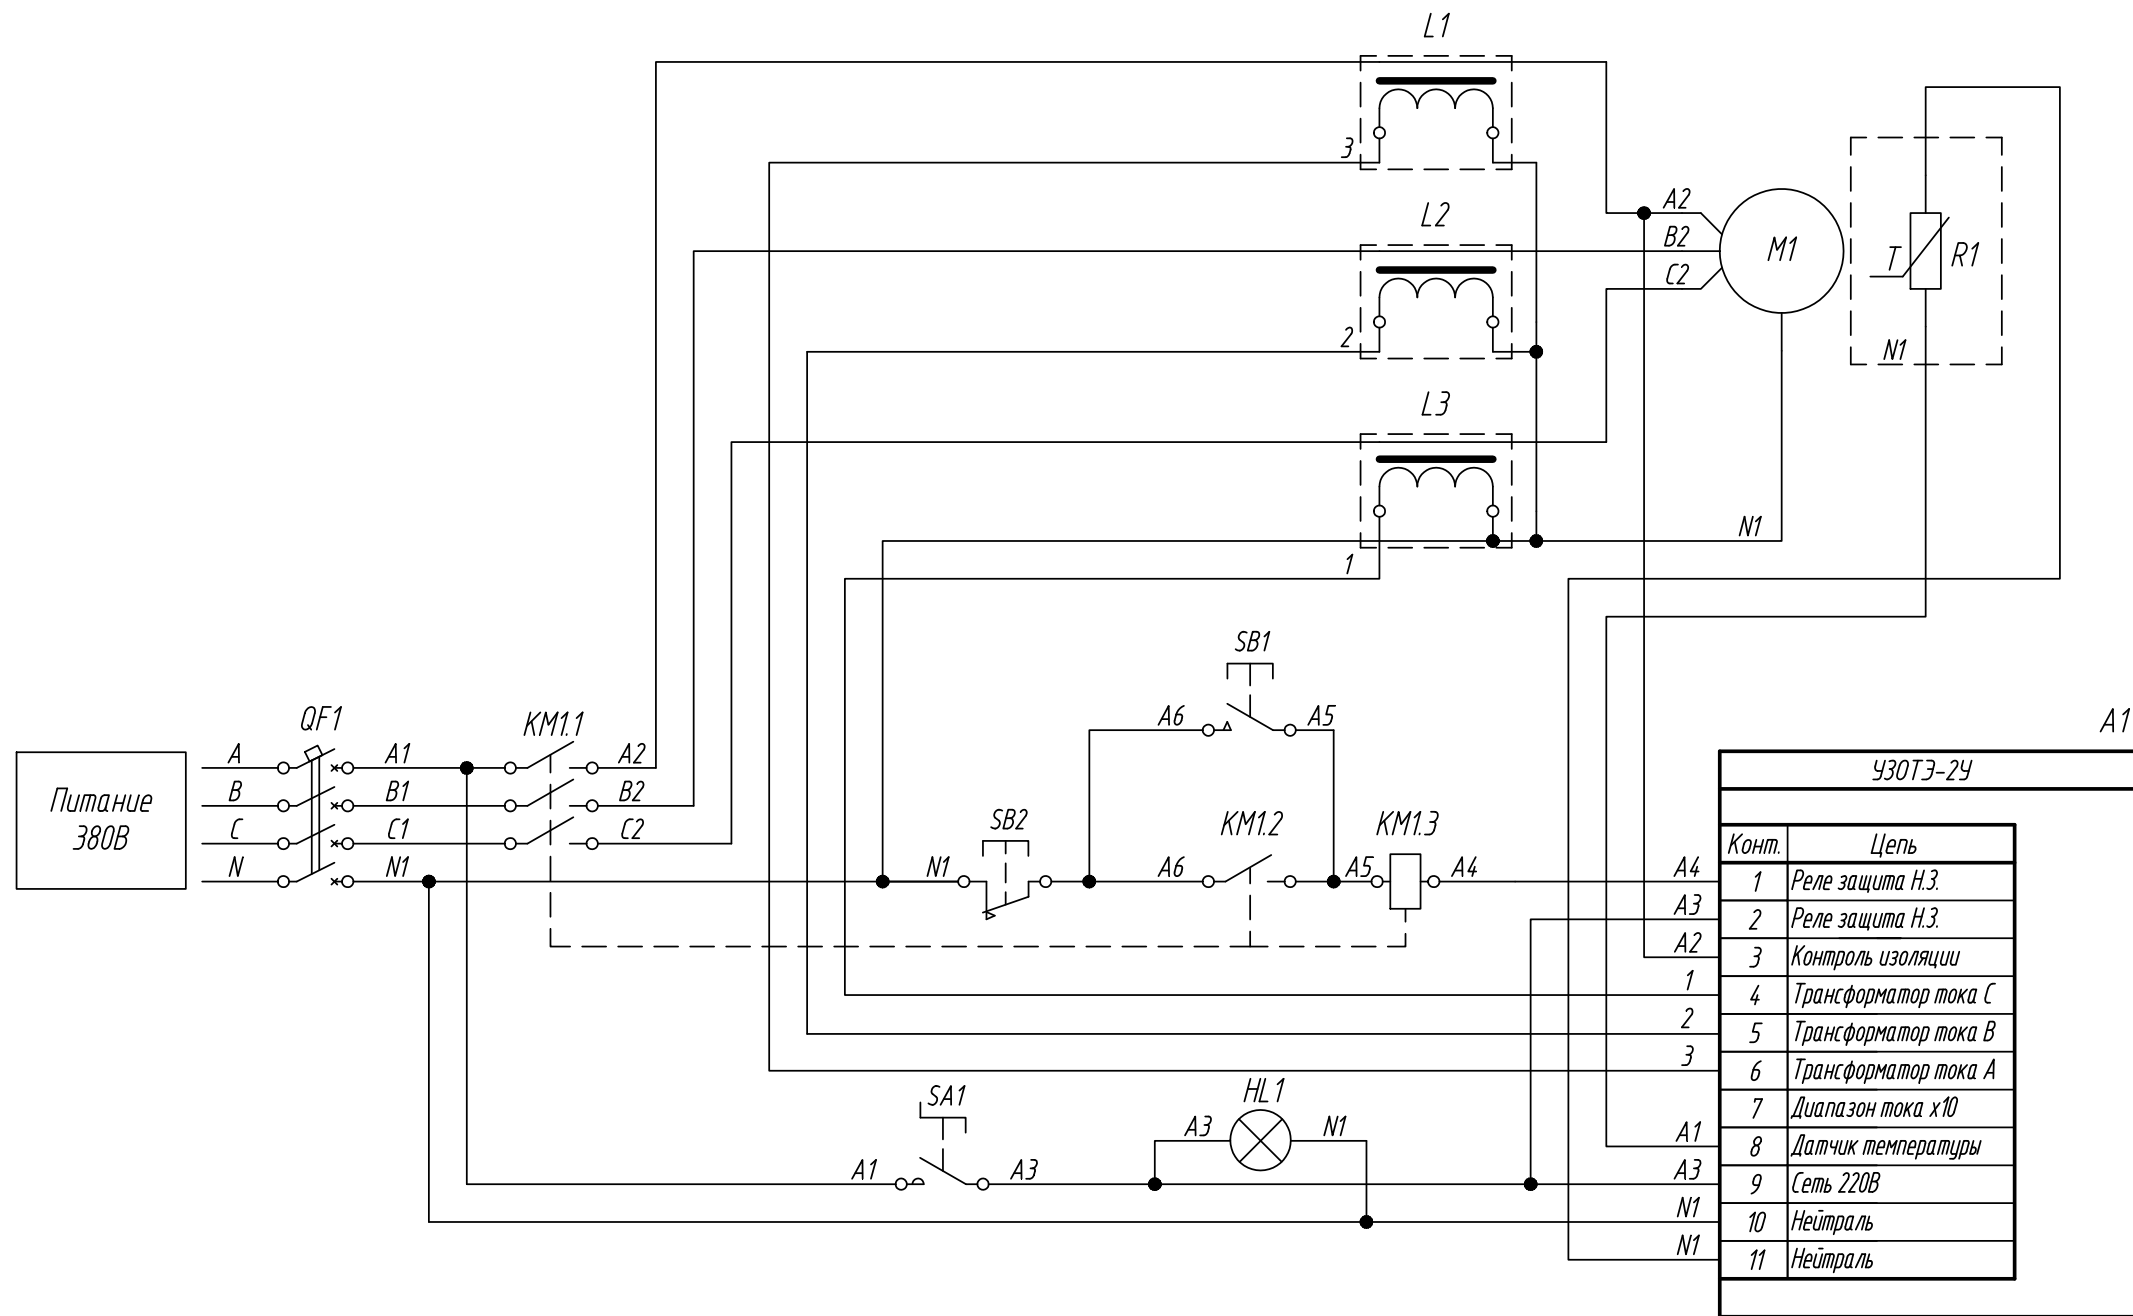 L1
3
L2
A2
B2
C2
M1
T
R1
N1
2
L3
N1
1
SB1
A6
A5
QF1
KM1.1
A1
Питание
380В
A
A1
A2
B
B1
B2
C
C1
C2
N
N1
SB2
KM1.2
KM1.3
N1
A6
A5
A4
УЗОТЭ-2У
Конт.
Цепь
A4
1
Реле защита Н.З.
A3
2
Реле защита Н.З.
A2
3
Контроль изоляции
1
4
Трансформатор тока С
2
5
Трансформатор тока В
3
6
Трансформатор тока А
7
Диапазон тока x10
A1
8
Датчик температуры
A3
9
Сеть 220В
N1
10
Нейтраль
N1
11
Нейтраль
SA1
HL1
A3
N1
A1
A3